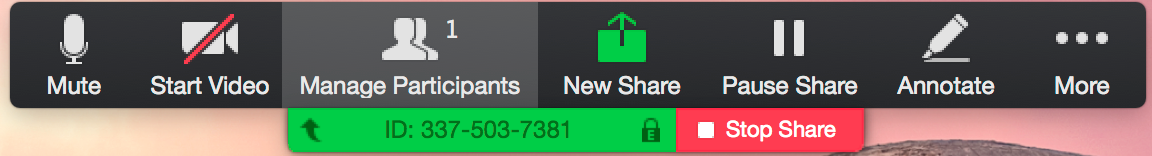 1
Mute Start Video Manage Participants New Share Pause Share Annotate More
ID: 337-503-7381 E Stop Share